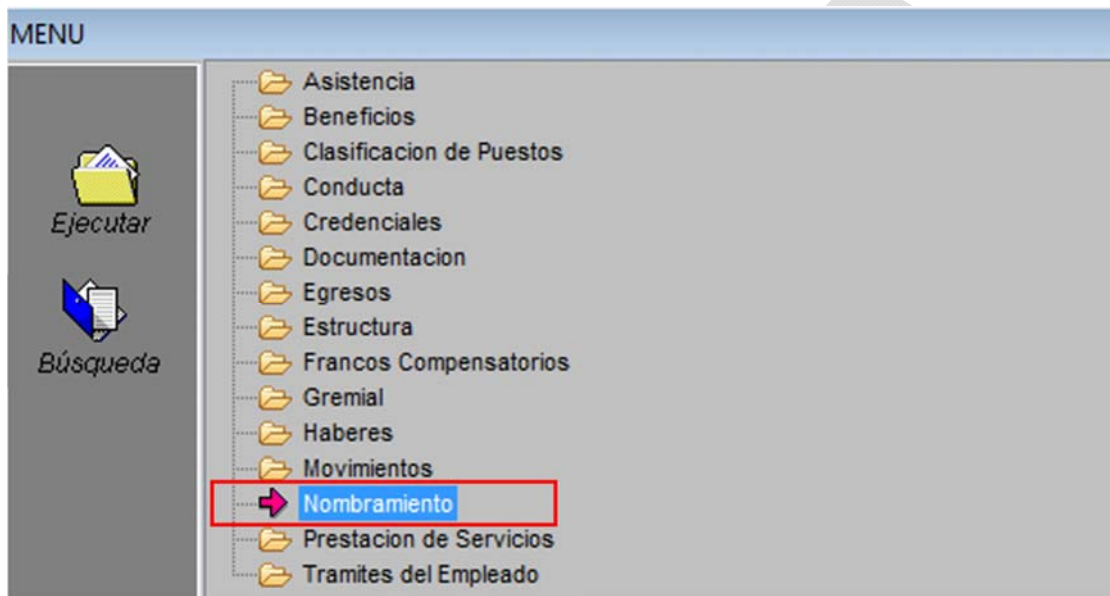 MENU
Ejecutar
Búsqueda
Asistencia
Beneficios
Clasificacion de Puestos
Conducta
Credenciales
Documentacion
Egresos
Estructura
Francos Compensatorios
Gremial
Haberes
Movimientos
Nombramiento
Prestacion de Servicios
Tramites del Empleado